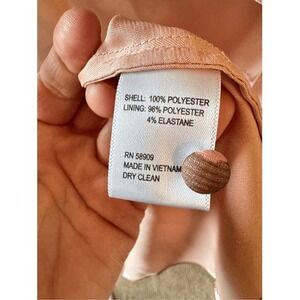 SHELL: 100% POLYESTER
LINING: 96% POLYESTER
4% ELASTANE
RN 58909
MADE IN VIETNAM
DRY CLEAN